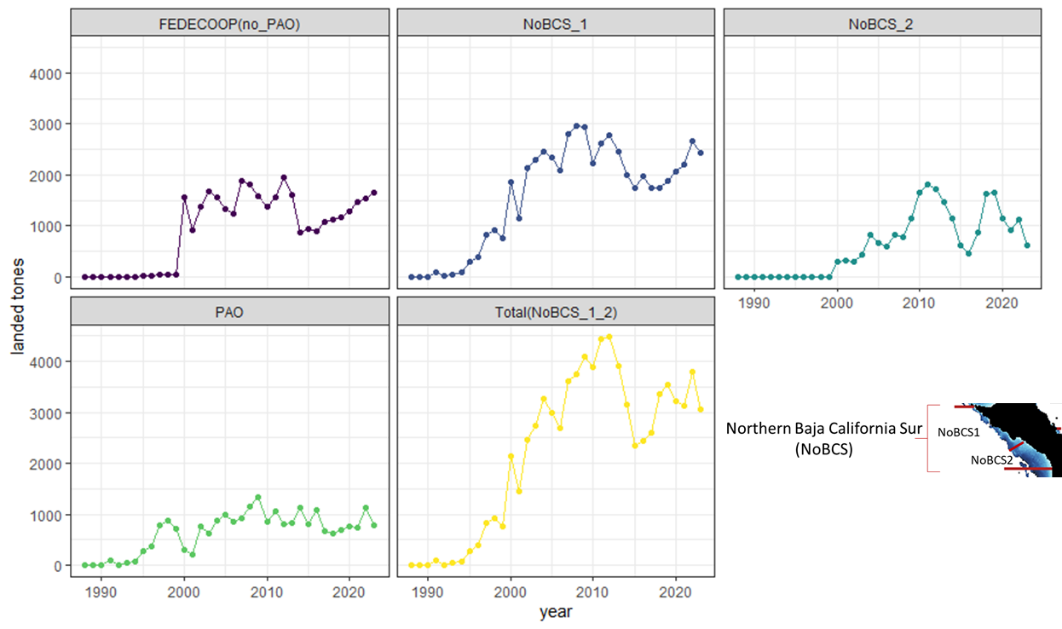 FEDECOOP(no_PAO)
NoBCS_1
NoBCS_2
landed tones
4000
3000
2000
1000
0
1990
2000
2010
2020
PAO
Total(NoBCS_1_2)
4000
3000
2000
1000
0
1990
2000
2010
2020
1990
2000
2010
2020
year
Northern Baja California Sur
(NoBCS)
NoBCS1
NoBCS2